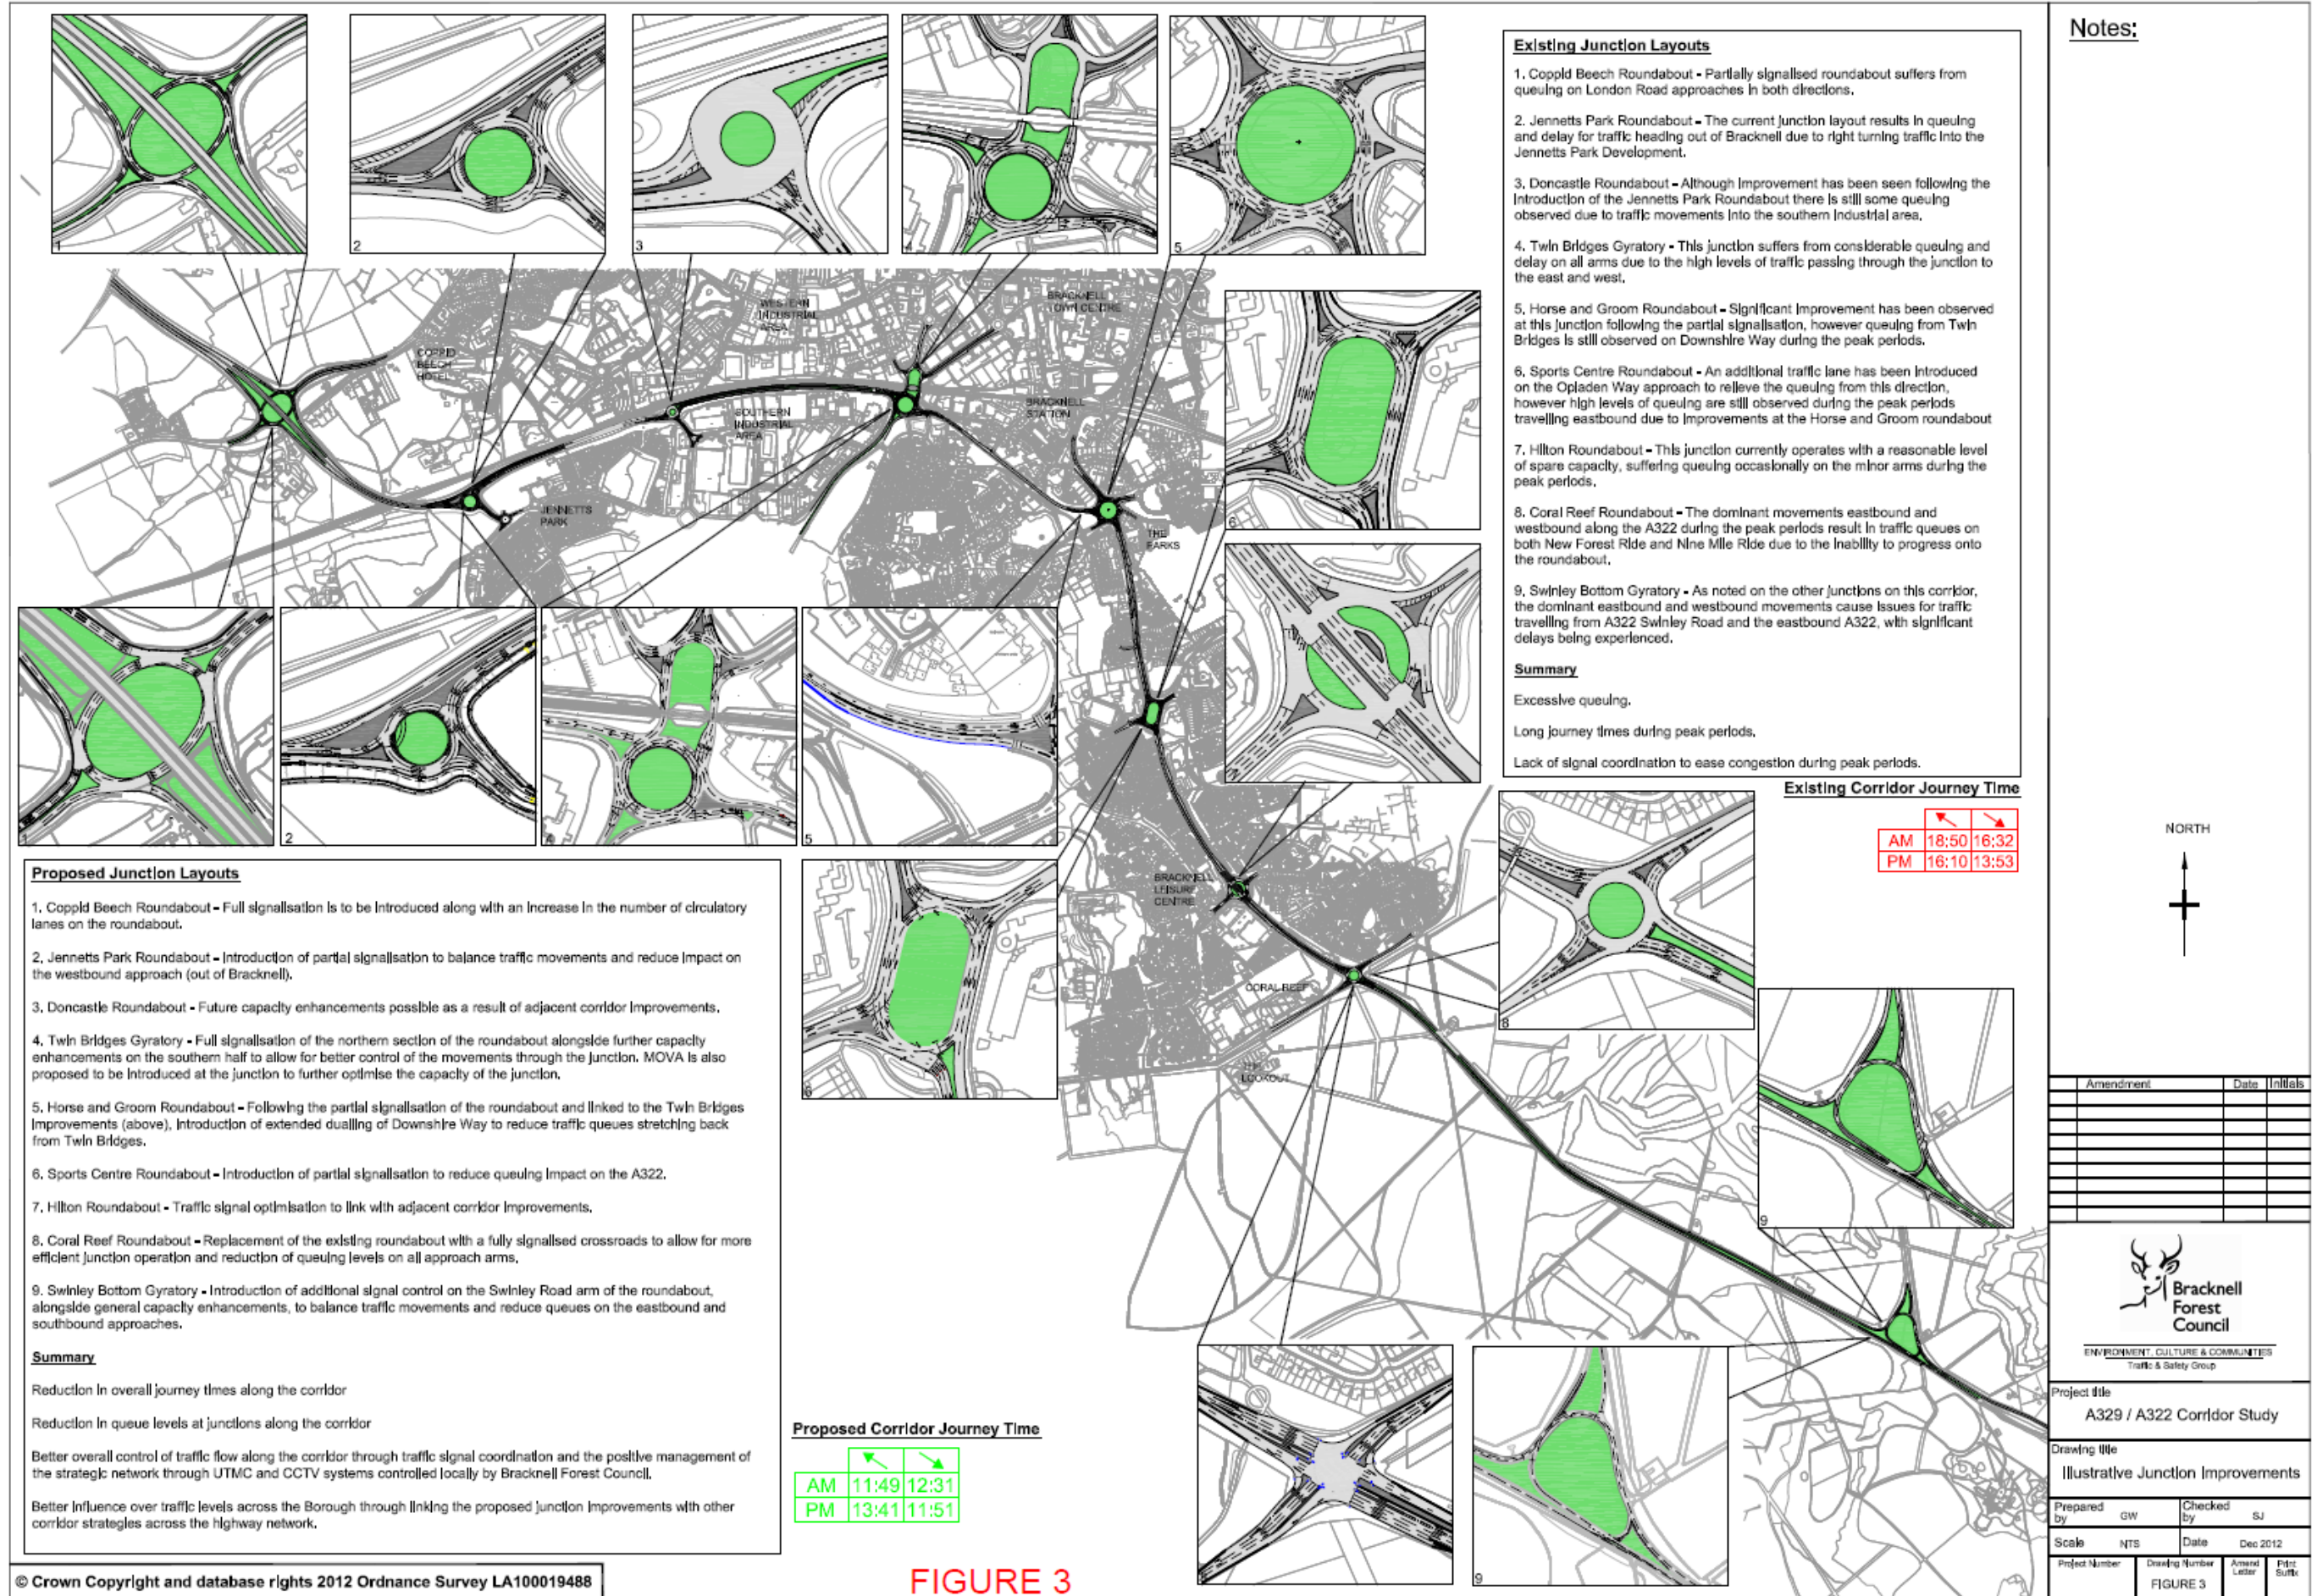 1
2
3
4
5
Existing Junction Layouts
1. Coppid Beech Roundabout - Partially signalised roundabout suffers from
queuing on London Road approaches in both directions.
2. Jennetts Park Roundabout - The current junction layout results in queuing
and delay for traffic heading out of Bracknell due to right turning traffic into the
Jennetts Park Development.
3. Doncastle Roundabout - Although improvement has been seen following the
introduction of the Jennetts Park Roundabout there is still some queuing
observed due to traffic movements into the southern industrial area.
4. Twin Bridges Gyratory - This junction suffers from considerable queuing and
delay on all arms due to the high levels of traffic passing through the junction to
the east and west.
5. Horse and Groom Roundabout - Significant improvement has been observed
at this junction following the partial signalisation, however queuing from Twin
Bridges is still observed on Downshire Way during the peak periods.
6. Sports Centre Roundabout - An additional traffic lane has been introduced
on the Opladen Way approach to relieve the queuing from this direction,
however high levels of queuing are still observed during the peak periods
travelling eastbound due to improvements at the Horse and Groom roundabout
7. Hilton Roundabout - This junction currently operates with a reasonable level
of spare capacity, suffering queuing occasionally on the minor arms during the
peak periods.
8. Coral Reef Roundabout - The dominant movements eastbound and
westbound along the A322 during the peak periods result in traffic queues on
both New Forest Ride and Nine Mile Ride due to the inability to progress onto
the roundabout.
9. Swinley Bottom Gyratory - As noted on the other junctions on this corridor,
the dominant eastbound and westbound movements cause issues for traffic
travelling from A322 Swinley Road and the eastbound A322, with significant
delays being experienced.
Summary
Excessive queuing.
Long journey times during peak periods.
Lack of signal coordination to ease congestion during peak periods.
Existing Corridor Journey Time
AM 18:50 16:32
PM 16:10 13:53
COPPID
BEECH
HOTEL
WESTERN
INDUSTRIAL
AREA
BRACKNELL
TOWN CENTRE
SOUTHERN
INDUSTRIAL
AREA
BRACKNELL
STATION
JENNETTS
PARK
THE
PARKS
6
1
2
4
5
BRACKNELL
LEISURE
CENTRE
CORAL REEF
THE
LOOKOUT
6
8
9
9
Proposed Junction Layouts
1. Coppid Beech Roundabout - Full signalisation is to be introduced along with an increase in the number of circulatory
lanes on the roundabout.
2. Jennetts Park Roundabout - Introduction of partial signalisation to balance traffic movements and reduce impact on
the westbound approach (out of Bracknell).
3. Doncastle Roundabout - Future capacity enhancements possible as a result of adjacent corridor improvements.
4. Twin Bridges Gyratory - Full signalisation of the northern section of the roundabout alongside further capacity
enhancements on the southern half to allow for better control of the movements through the junction. MOVA is also
proposed to be introduced at the junction to further optimise the capacity of the junction.
5. Horse and Groom Roundabout - Following the partial signalisation of the roundabout and linked to the Twin Bridges
improvements (above), introduction of extended dualling of Downshire Way to reduce traffic queues stretching back
from Twin Bridges.
6. Sports Centre Roundabout - Introduction of partial signalisation to reduce queuing impact on the A322.
7. Hilton Roundabout - Traffic signal optimisation to link with adjacent corridor improvements.
8. Coral Reef Roundabout - Replacement of the existing roundabout with a fully signalised crossroads to allow for more
efficient junction operation and reduction of queuing levels on all approach arms.
9. Swinley Bottom Gyratory - Introduction of additional signal control on the Swinley Road arm of the roundabout,
alongside general capacity enhancements, to balance traffic movements and reduce queues on the eastbound and
southbound approaches.
Summary
Reduction in overall journey times along the corridor
Reduction in queue levels at junctions along the corridor
Better overall control of traffic flow along the corridor through traffic signal coordination and the positive management of
the strategic network through UTMC and CCTV systems controlled locally by Bracknell Forest Council.
Better influence over traffic levels across the Borough through linking the proposed junction improvements with other
corridor strategies across the highway network.
Proposed Corridor Journey Time
AM 11:49 12:31
PM 13:41 11:51
© Crown Copyright and database rights 2012 Ordnance Survey LA100019488
FIGURE 3
Notes:
NORTH
Amendment Date Initials
Bracknell
Forest
Council
ENVIRONMENT, CULTURE & COMMUNITIES
Traffic & Safety Group
Project title
A329 / A322 Corridor Study
Drawing title
Illustrative Junction Improvements
Prepared by GW Checked by SJ
Scale NTS Date Dec 2012
Project Number Drawing Number Amend Letter Print Suffix
FIGURE 3